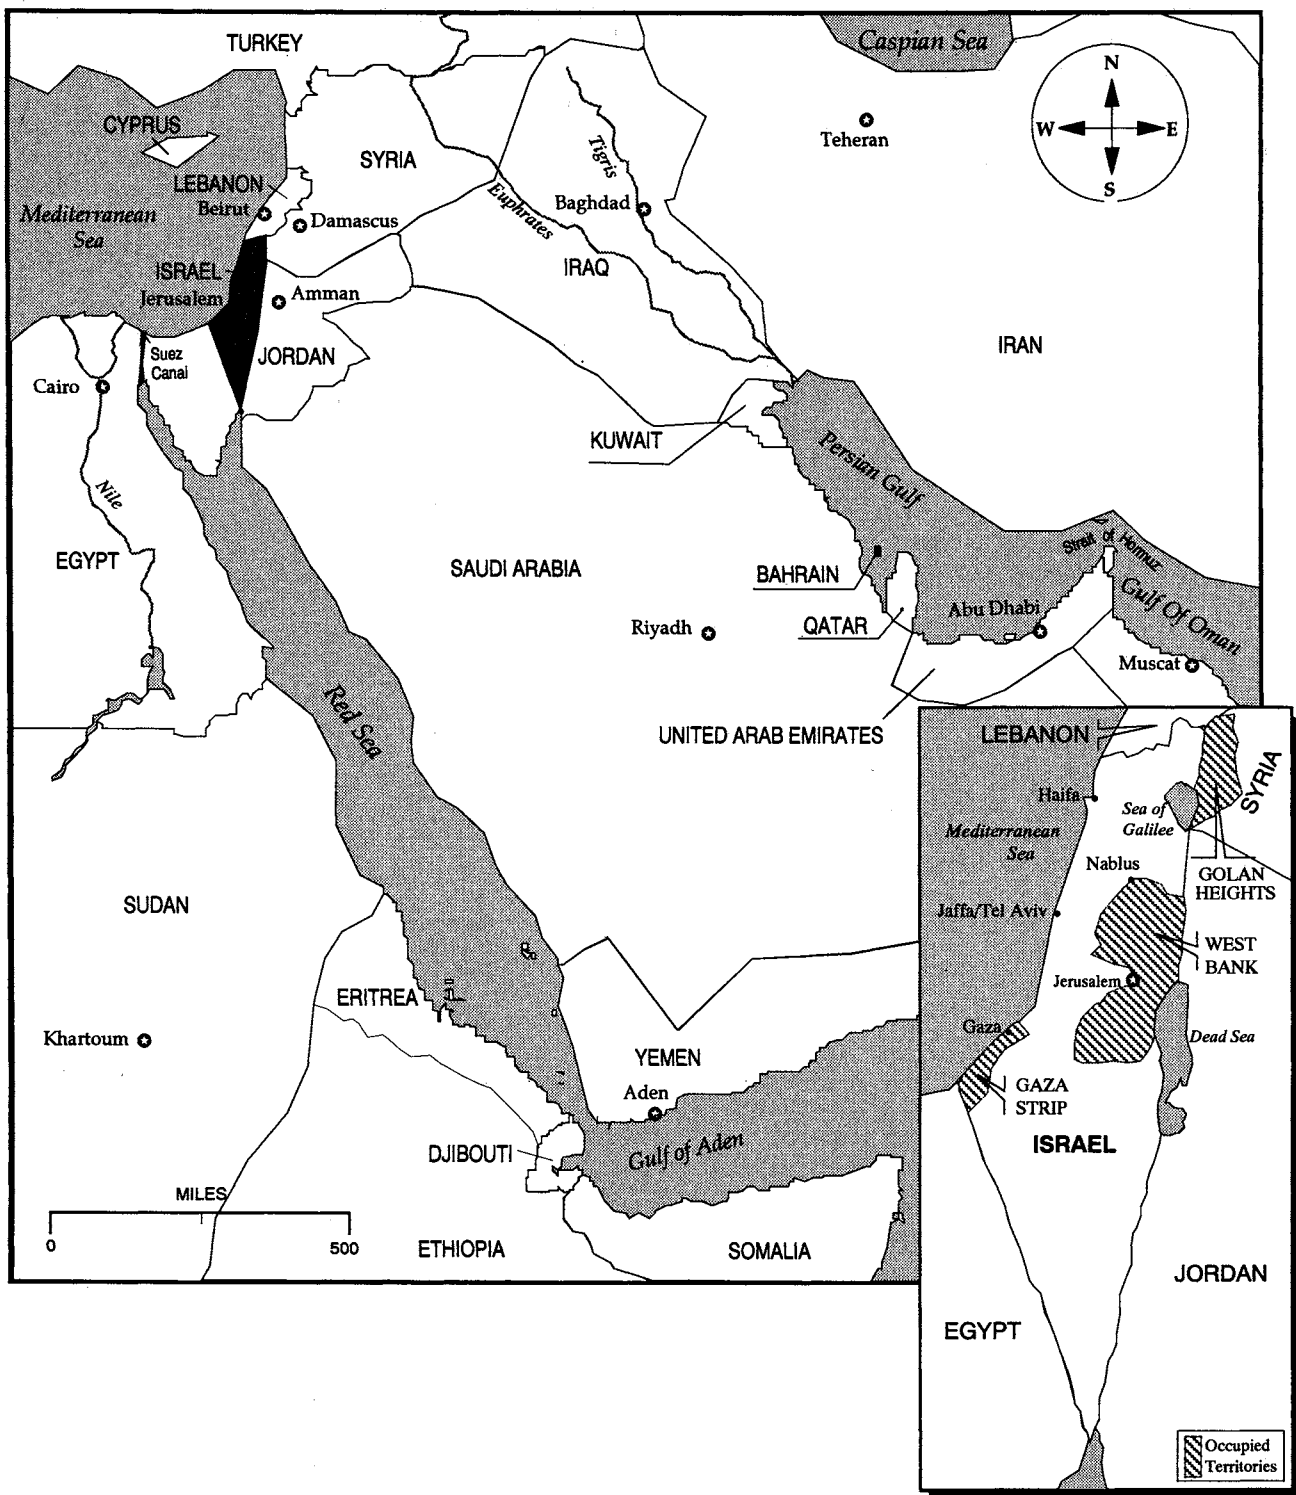 TURKEY
Caspian Sea
N
W E
S
CYPRUS
Teheran
SYRIA
Tigris
LEBANON
Beirut
Damascus
Baghdad
Euphrates
Mediterranean
Sea
IRAQ
ISRAEL
Jerusalem
Amman
IRAN
Suez
Canal
JORDAN
Cairo
KUWAIT
Persian Gulf
Nile
EGYPT
SAUDI ARABIA
Strait of Hormuz
BAHRAIN
Gulf Of Oman
Abu Dhabi
QATAR
Riyadh
Muscat
Red Sea
UNITED ARAB EMIRATES
SUDAN
ERITREA
Khartoum
YEMEN
Aden
DJIBOUTI
Gulf of Aden
MILES
0 500
ETHIOPIA
SOMALIA
LEBANON
SYRIA
Haifa
Sea of
Galilee
Mediterranean
Sea
Nablus
GOLAN
HEIGHTS
Jaffa/Tel Aviv
WEST
BANK
Jerusalem
Gaza
Dead Sea
GAZA
STRIP
ISRAEL
JORDAN
EGYPT
Occupied
Territories